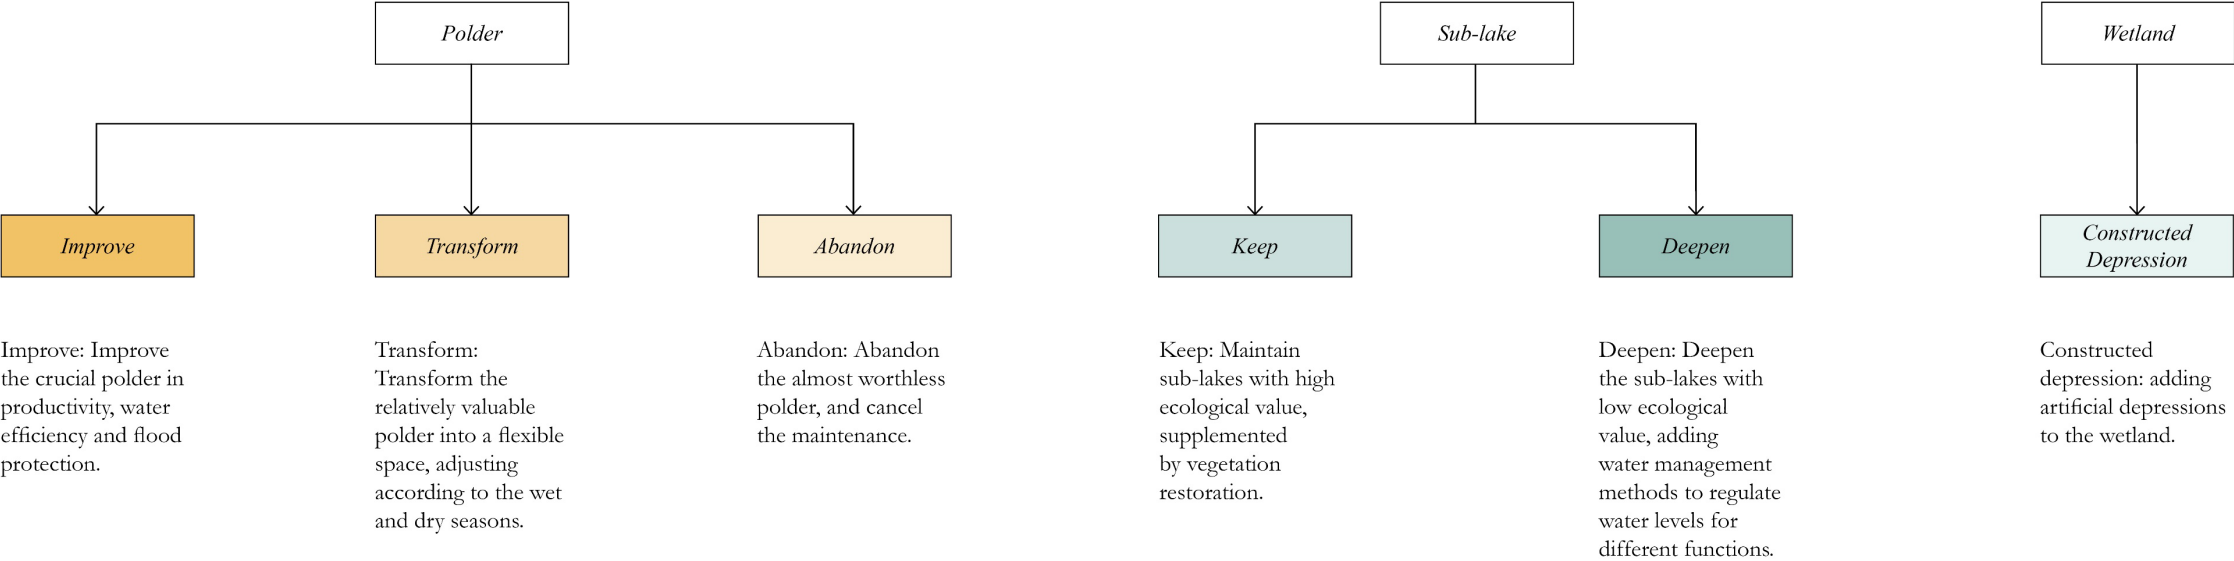 Polder
Sub-lake
Wetland
Improve
Transform
Abandon
Keep
Deepen
Constructed
Depression
Improve: Improve
the crucial polder in
productivity, water
efficiency and flood
protection.
Transform:
Transform the
relatively valuable
polder into a flexible
space, adjusting
according to the wet
and dry seasons.
Abandon: Abandon
the almost worthless
polder, and cancel
the maintenance.
Keep: Maintain
sub-lakes with high
ecological value,
supplemented
by vegetation
restoration.
Deepen: Deepen
the sub-lakes with
low ecological
value, adding
water management
methods to regulate
water levels for
different functions.
Constructed
depression: adding
artificial depressions
to the wetland.